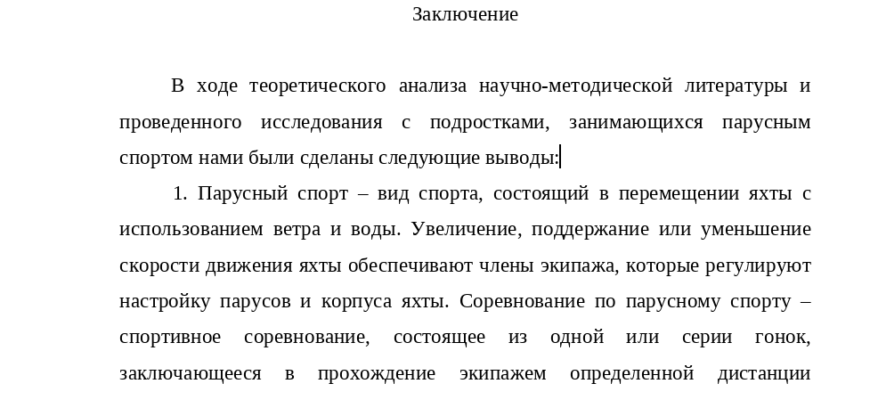 Заключение
В ходе теоретического анализа научно-методической литературы и
проведенного исследования с подростками, занимающихся парусным
спортом нами были сделаны следующие выводы:
1. Парусный спорт – вид спорта, состоящий в перемещении яхты с
использованием ветра и воды. Увеличение, поддержание или уменьшение
скорости движения яхты обеспечивают члены экипажа, которые регулируют
настройку парусов и корпуса яхты. Соревнование по парусному спорту –
спортивное соревнование, состоящее из одной или серии гонок,
заключающееся в прохождение экипажем определенной дистанции